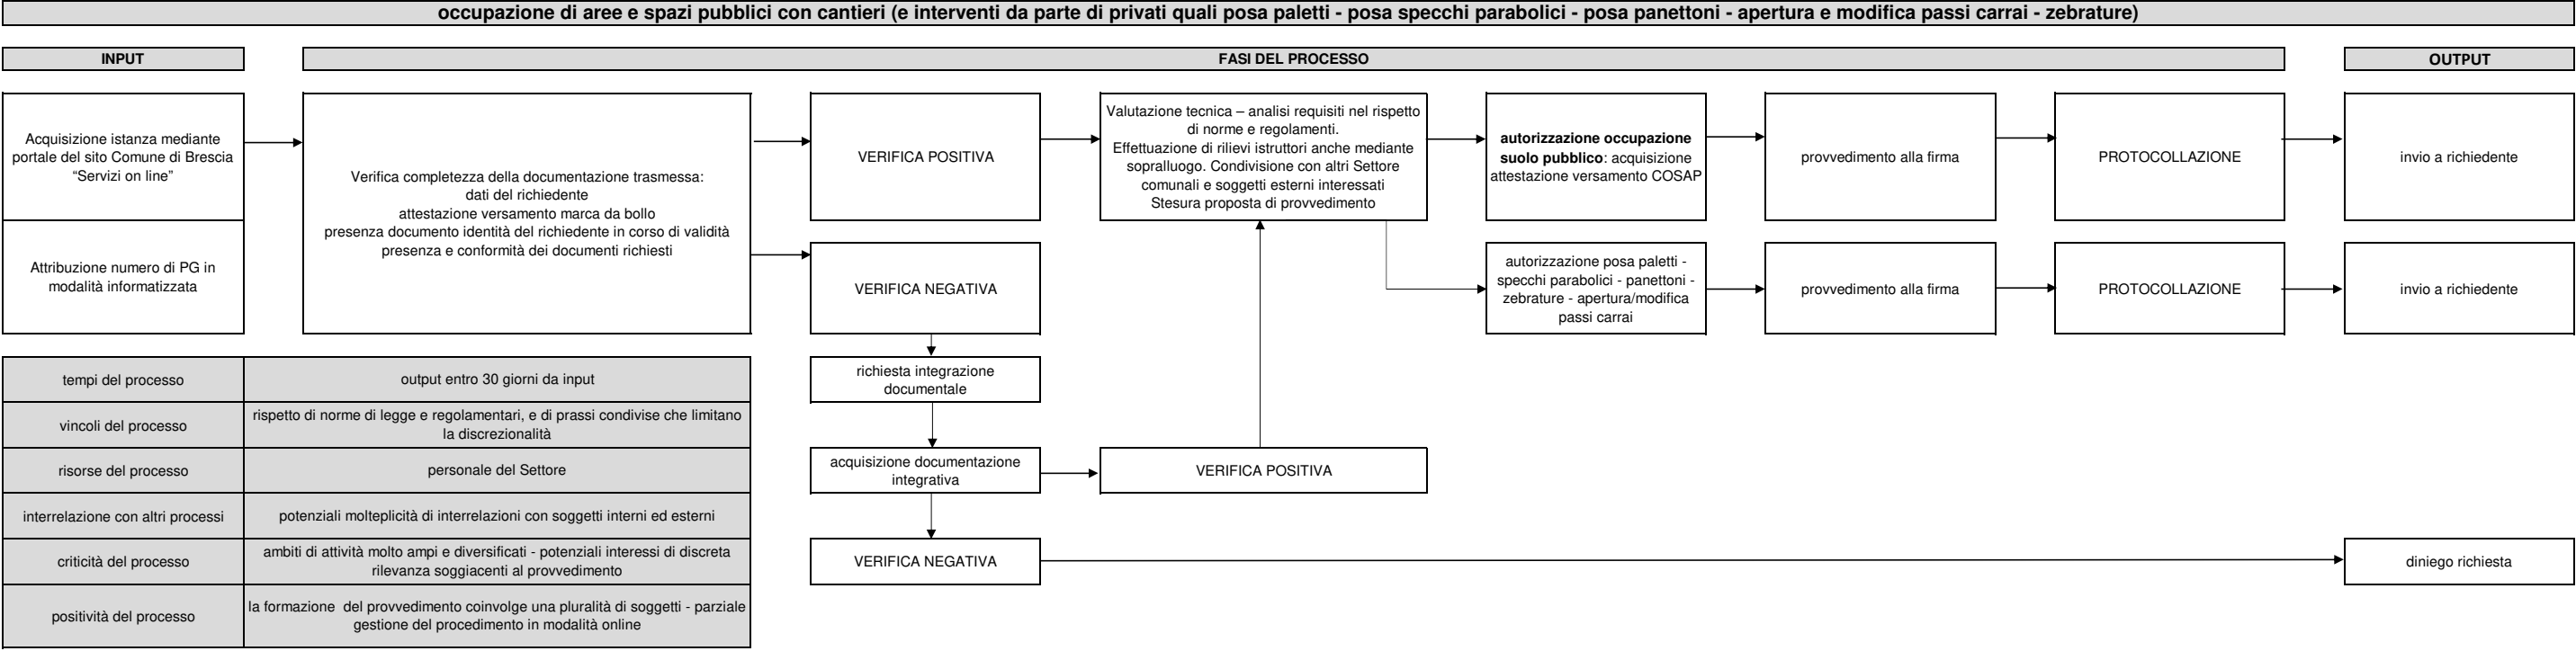 occupazione di aree e spazi pubblici con cantieri (e interventi da parte di privati quali posa paletti - posa specchi parabolici - posa panettoni - apertura e modifica passi carrai - zebrature)
INPUT
FASI DEL PROCESSO
OUTPUT
Acquisizione istanza mediante
portale del sito Comune di Brescia
“Servizi on line”
Attribuzione numero di PG in
modalità informatizzata
Verifica completezza della documentazione trasmessa:
dati del richiedente
attestazione versamento marca da bollo
presenza documento identità del richiedente in corso di validità
presenza e conformità dei documenti richiesti
VERIFICA POSITIVA
Valutazione tecnica – analisi requisiti nel rispetto
di norme e regolamenti.
Effettuazione di rilievi istruttori anche mediante
sopralluogo. Condivisione con altri Settore
comunali e soggetti esterni interessati
Stesura proposta di provvedimento
autorizzazione occupazione
suolo pubblico: acquisizione
attestazione versamento COSAP
provvedimento alla firma
PROTOCOLLAZIONE
invio a richiedente
VERIFICA NEGATIVA
autorizzazione posa paletti -
specchi parabolici - panettoni -
zebrature - apertura/modifica
passi carrai
provvedimento alla firma
PROTOCOLLAZIONE
invio a richiedente
richiesta integrazione
documentale
acquisizione documentazione
integrativa
VERIFICA POSITIVA
VERIFICA NEGATIVA
diniego richiesta
tempi del processo
output entro 30 giorni da input
vincoli del processo
rispetto di norme di legge e regolamentari, e di prassi condivise che limitano
la discrezionalità
risorse del processo
personale del Settore
interrelazione con altri processi
potenziali molteplicità di interrelazioni con soggetti interni ed esterni
criticità del processo
ambiti di attività molto ampi e diversificati - potenziali interessi di discreta
rilevanza soggiacenti al provvedimento
positività del processo
la formazione  del provvedimento coinvolge una pluralità di soggetti - parziale
gestione del procedimento in modalità online